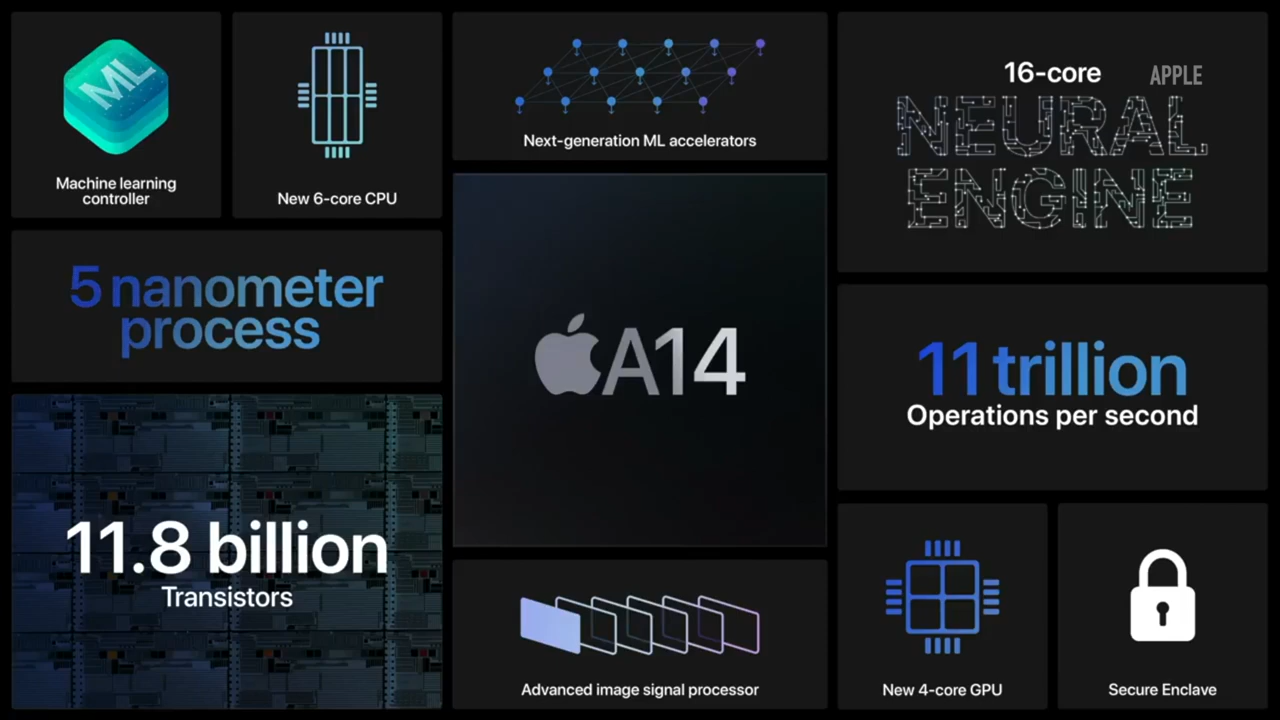 ML
Machine learning
controller
New 6-core CPU
Next-generation ML accelerators
16-core
APPLE
NEURAL
ENGINE
5 nanometer
process
A14
11 trillion
Operations per second
11.8 billion
Transistors
Advanced image signal processor
New 4-core GPU
Secure Enclave